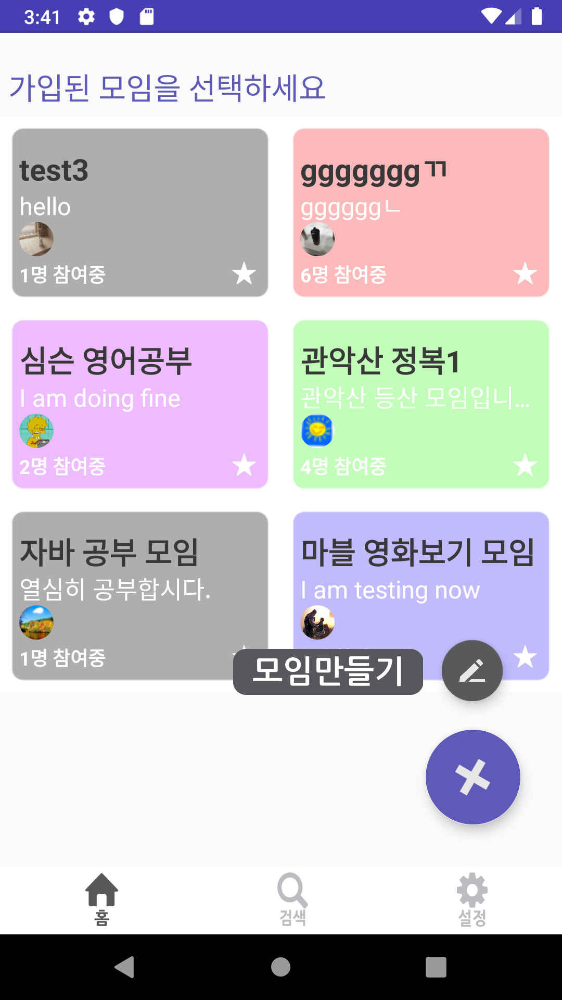 3:41
가입된 모임을 선택하세요
test3
hello
1명 참여중
gggggggㄲ
ggggggㄴ
6명 참여중
심슨 영어공부
I am doing fine
2명 참여중
관악산 정복1
관악산 등산 모임입니...
4명 참여중
자바 공부 모임
열심히 공부합시다.
1명 참여중
마블 영화보기 모임
I am testing now
모임만들기
홈
검색
설정